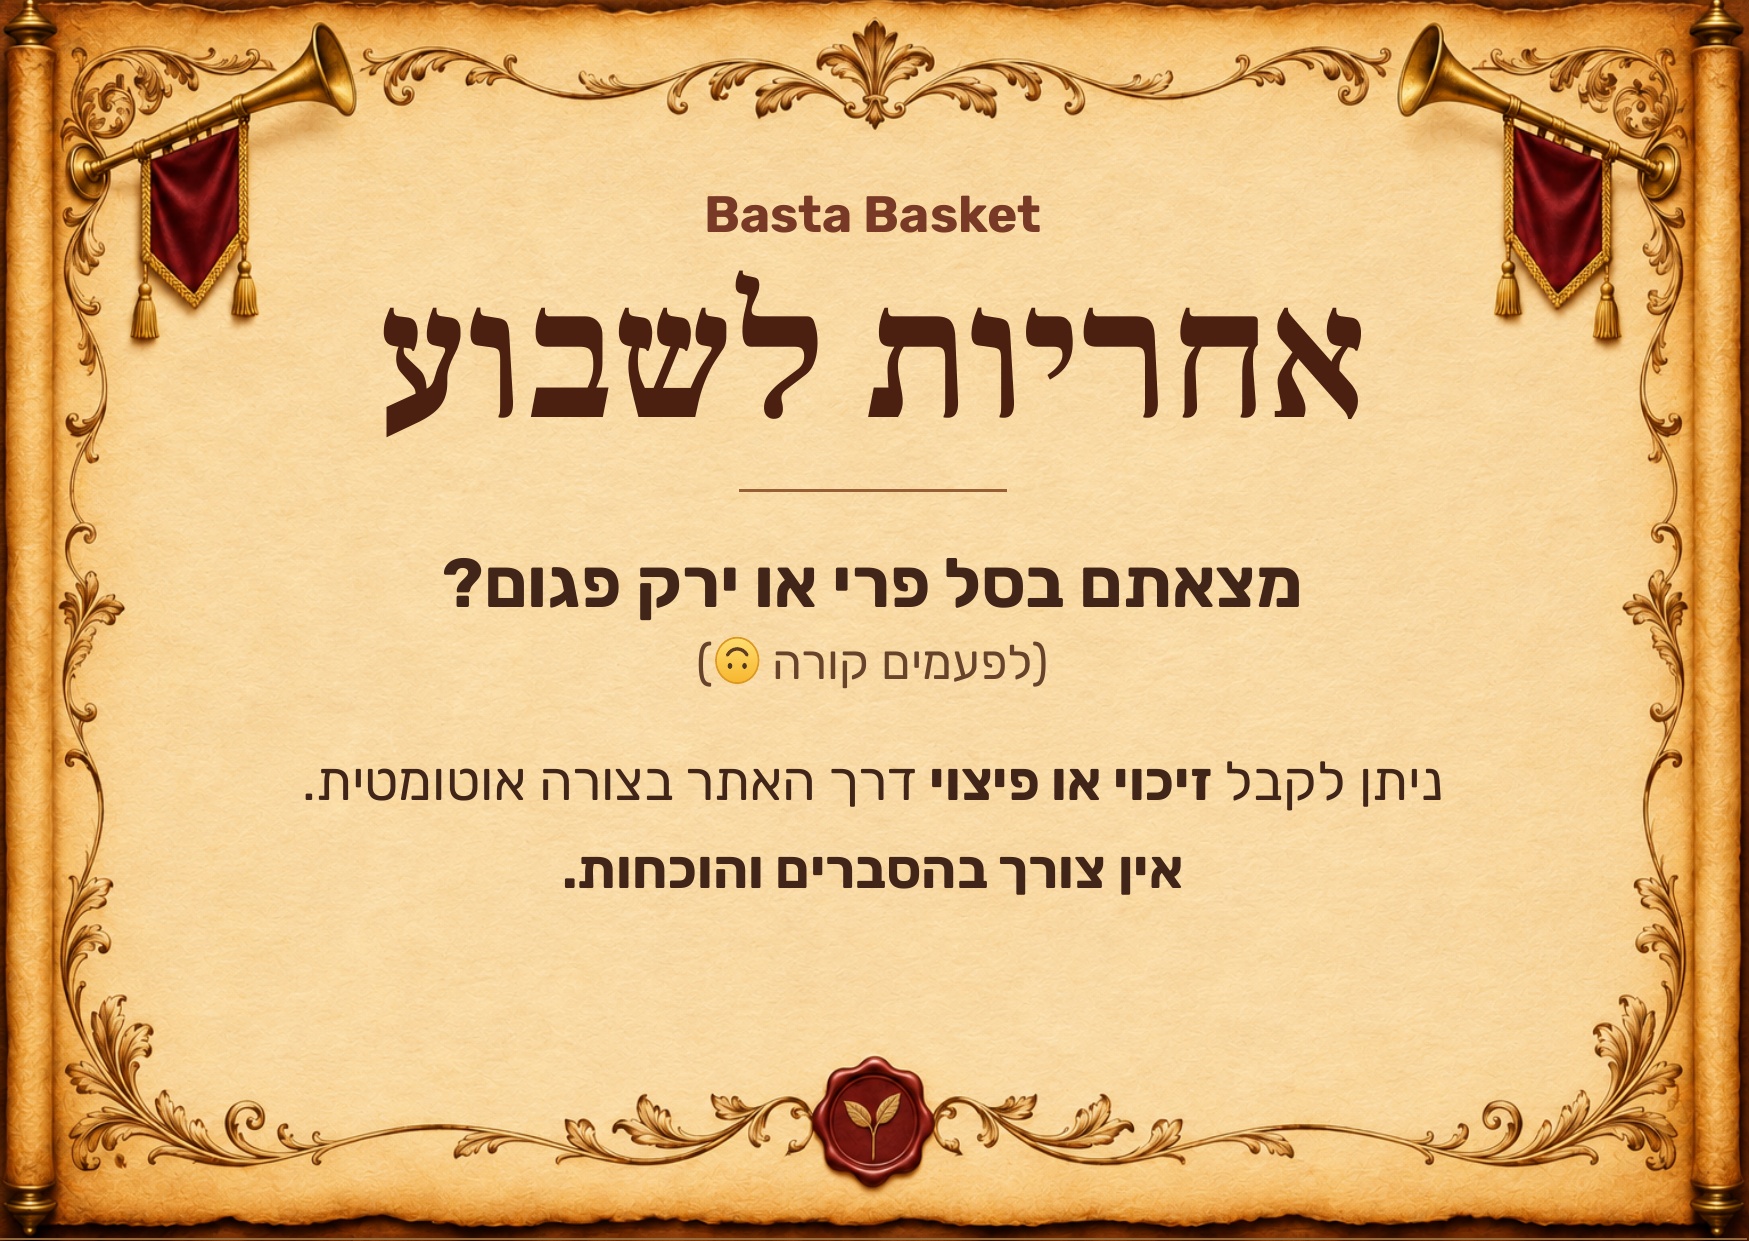 Basta Basket
אחריות לשבוע
מצאתם בסל פרי או ירק פגום?
(לפעמים קורה 🙃)
ניתן לקבל זיכוי או פיצוי דרך האתר בצורה אוטומטית.
אין צורך בהסברים והוכחות.